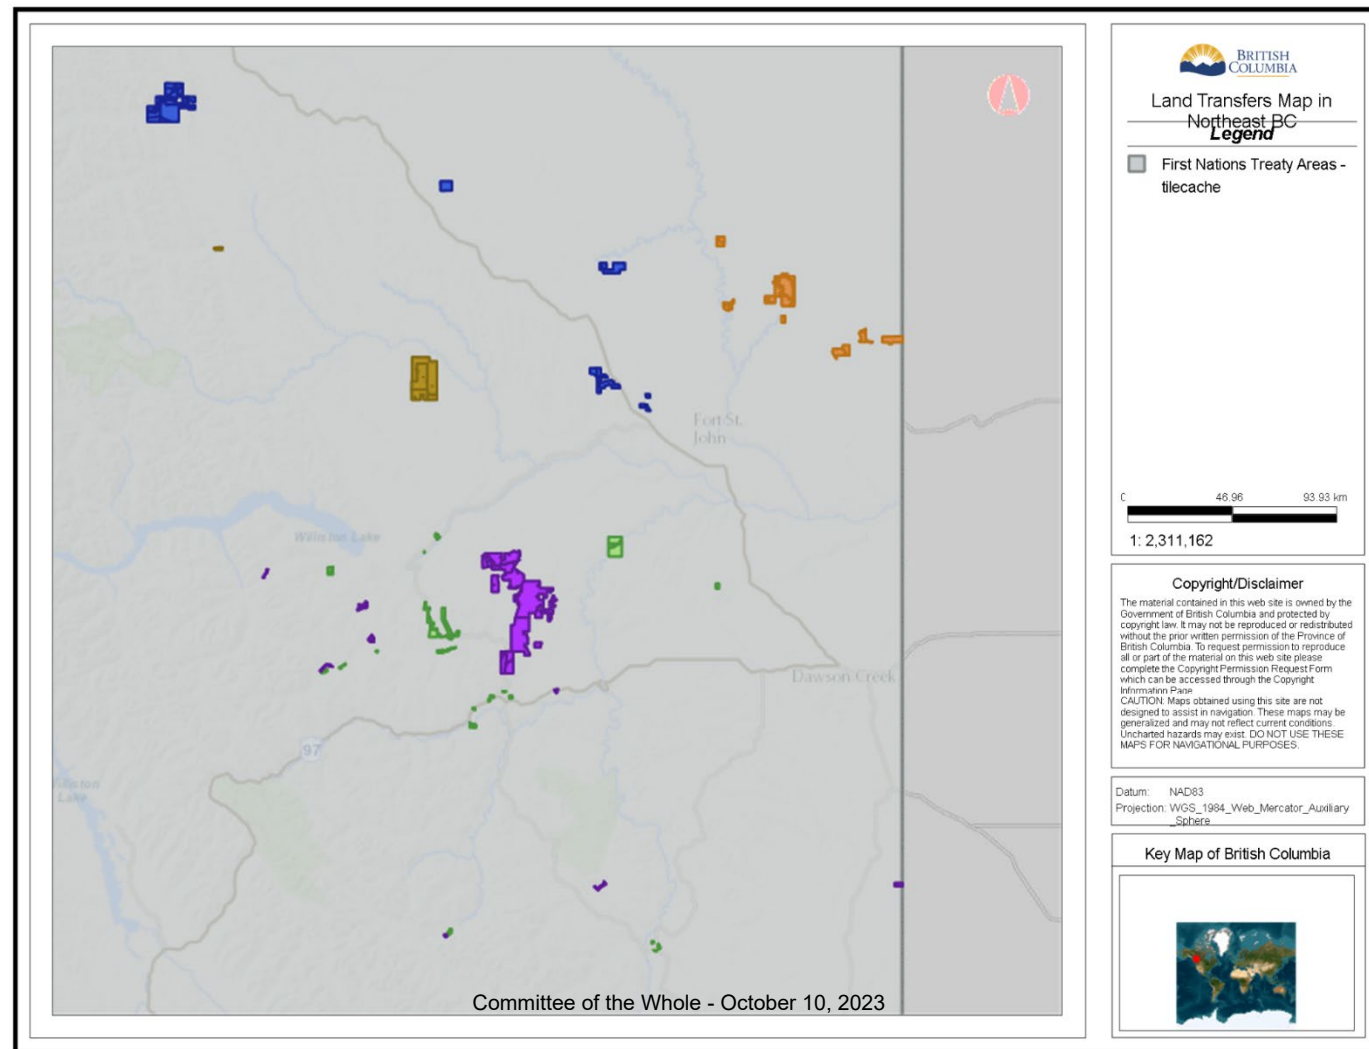 Fort St.
John
Williston Lake
Dawson Creek
97
Williston
Lake
Committee of the Whole - October 10, 2023
BRITISH
COLUMBIA
Land Transfers Map in
Northeast BC
Legend
First Nations Treaty Areas -
tilecache
0 46.96 93.93 km
1: 2,311,162
Copyright/Disclaimer
The material contained in this web site is owned by the
Government of British Columbia and protected by
copyright law. It may not be reproduced or redistributed
without the prior written permission of the Province of
British Columbia. To request permission to reproduce
all or part of the material on this web site please
complete the Copyright Permission Request Form
which can be accessed through the Copyright
Information Page
CAUTION: Maps obtained using this site are not
designed to assist in navigation. These maps may be
generalized and may not reflect current conditions.
Uncharted hazards may exist. DO NOT USE THESE
MAPS FOR NAVIGATIONAL PURPOSES.
Datum: NAD83
Projection: WGS_1984_Web_Mercator_Auxiliary
_Sphere
Key Map of British Columbia